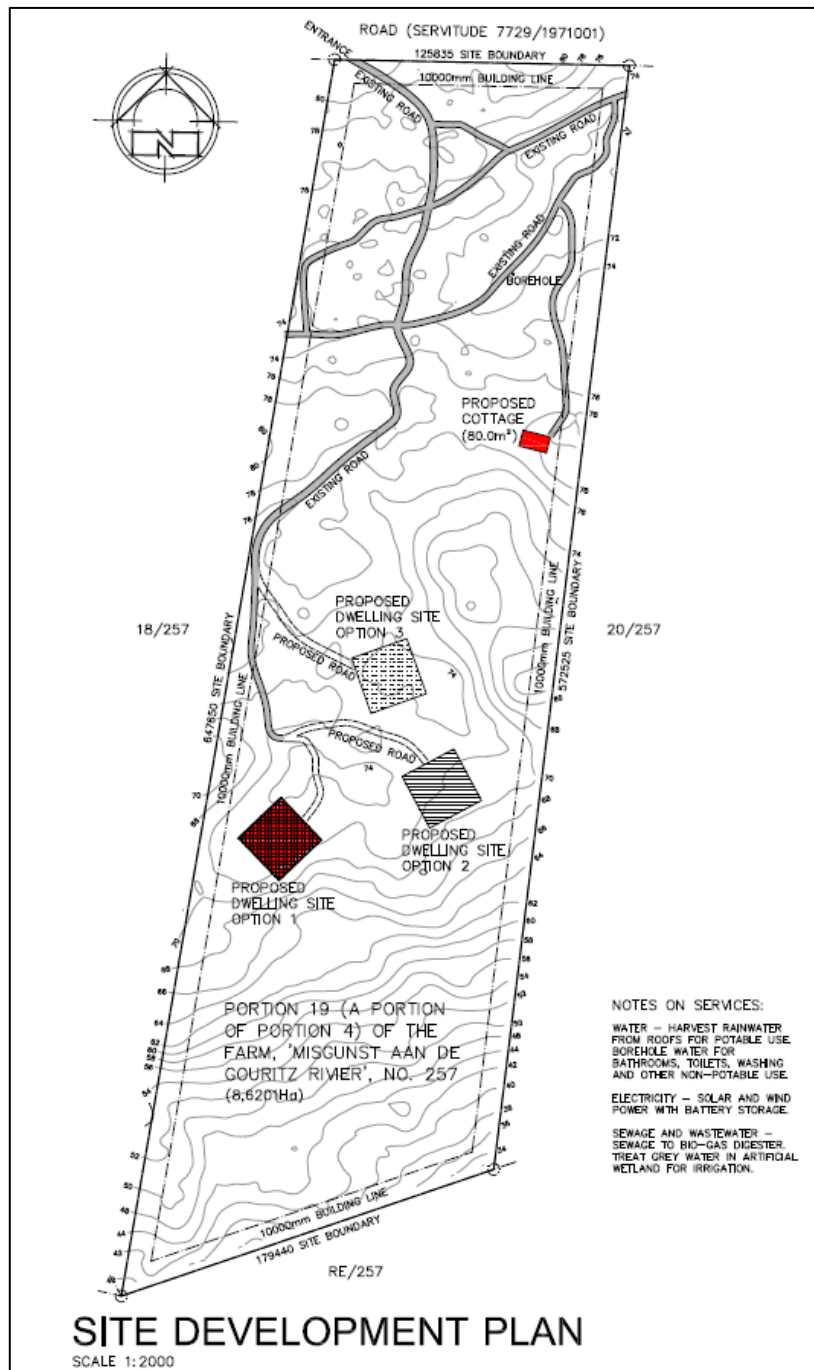 ROAD (SERVITUDE 7729/1971001)
ENTRANCE
125835 SITE BOUNDARY
10000mm BUILDING LINE
EXISTING ROAD
EXISTING ROAD
EXISTING ROAD
BOREHOLE
N
PROPOSED
COTTAGE
(80.0m²)
EXISTING ROAD
18/257
20/257
647650 SITE BOUNDARY
10000mm BUILDING LINE
10000mm BUILDING LINE
572525 SITE BOUNDARY
PROPOSED
DWELLING SITE
OPTION 3
PROPOSED ROAD
74
PROPOSED ROAD
74
PROPOSED
DWELLING SITE
OPTION 2
PROPOSED
DWELLING SITE
OPTION 1
PORTION 19 (A PORTION
OF PORTION 4) OF THE
FARM, 'MISGUNST AAN DE
GOURITZ RIVIER', NO. 257
(8,6201Ha)
NOTES ON SERVICES:
WATER – HARVEST RAINWATER
FROM ROOFS FOR POTABLE USE.
BOREHOLE WATER FOR
BATHROOMS, TOILETS, WASHING
AND OTHER NON-POTABLE USE.
ELECTRICITY – SOLAR AND WIND
POWER WITH BATTERY STORAGE.
SEWAGE AND WASTEWATER –
SEWAGE TO BIO-GAS DIGESTER.
TREAT GREY WATER IN ARTIFICIAL
WETLAND FOR IRRIGATION.
10000mm BUILDING LINE
179440 SITE BOUNDARY
RE/257
SITE DEVELOPMENT PLAN
SCALE 1:2000